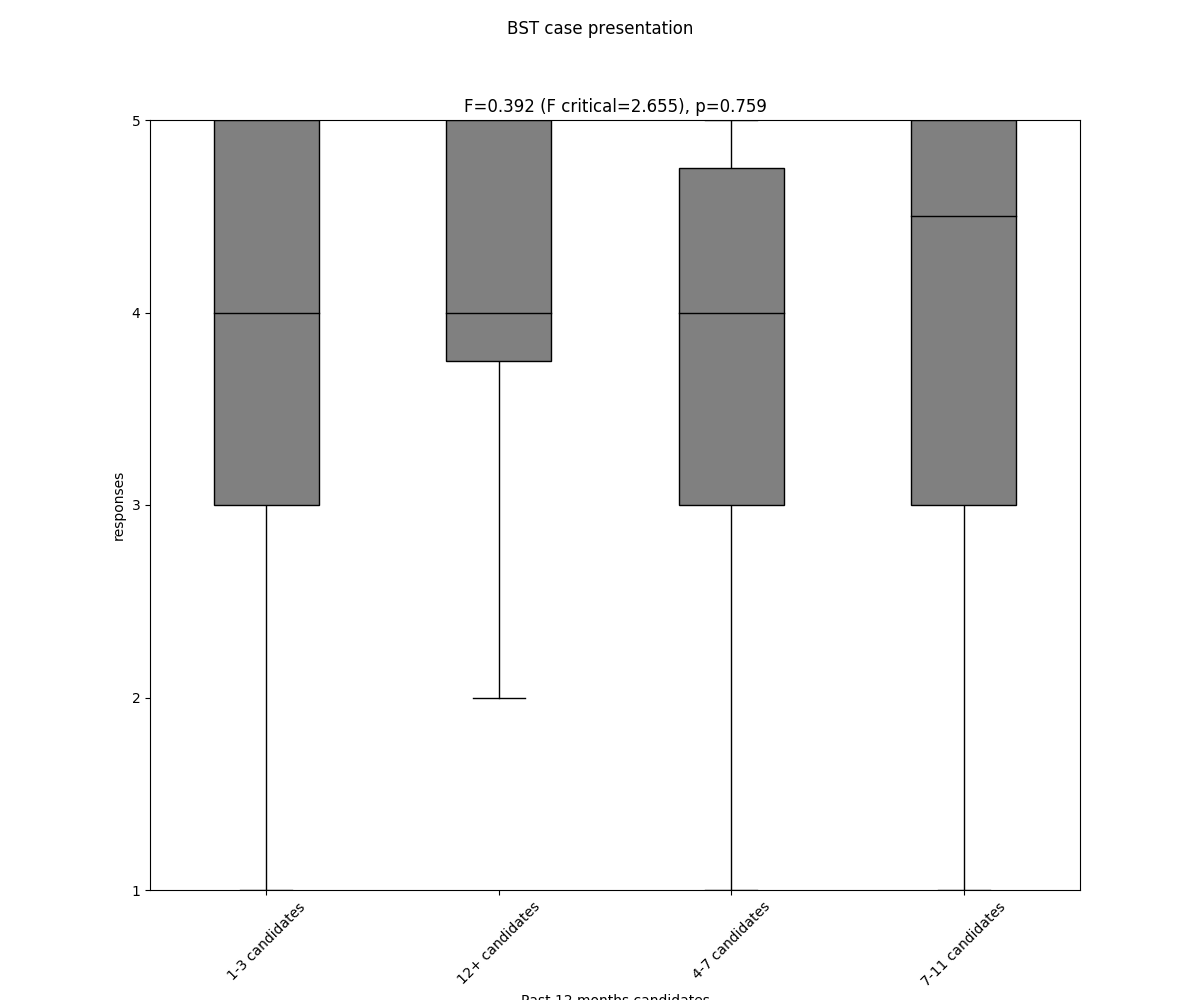 BST case presentation
F=0.392 (F critical=2.655), p=0.759
5
4
3
2
1
responses
1-3 candidates
12+ candidates
4-7 candidates
7-11 candidates
Past 12 months candidates